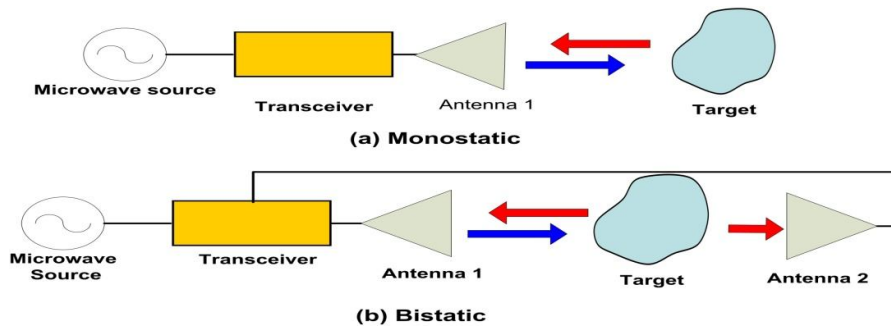 Microwave source
Transceiver
Antenna 1
Target
(a) Monostatic
Microwave
Source
Transceiver
Antenna 1
Target
Antenna 2
(b) Bistatic